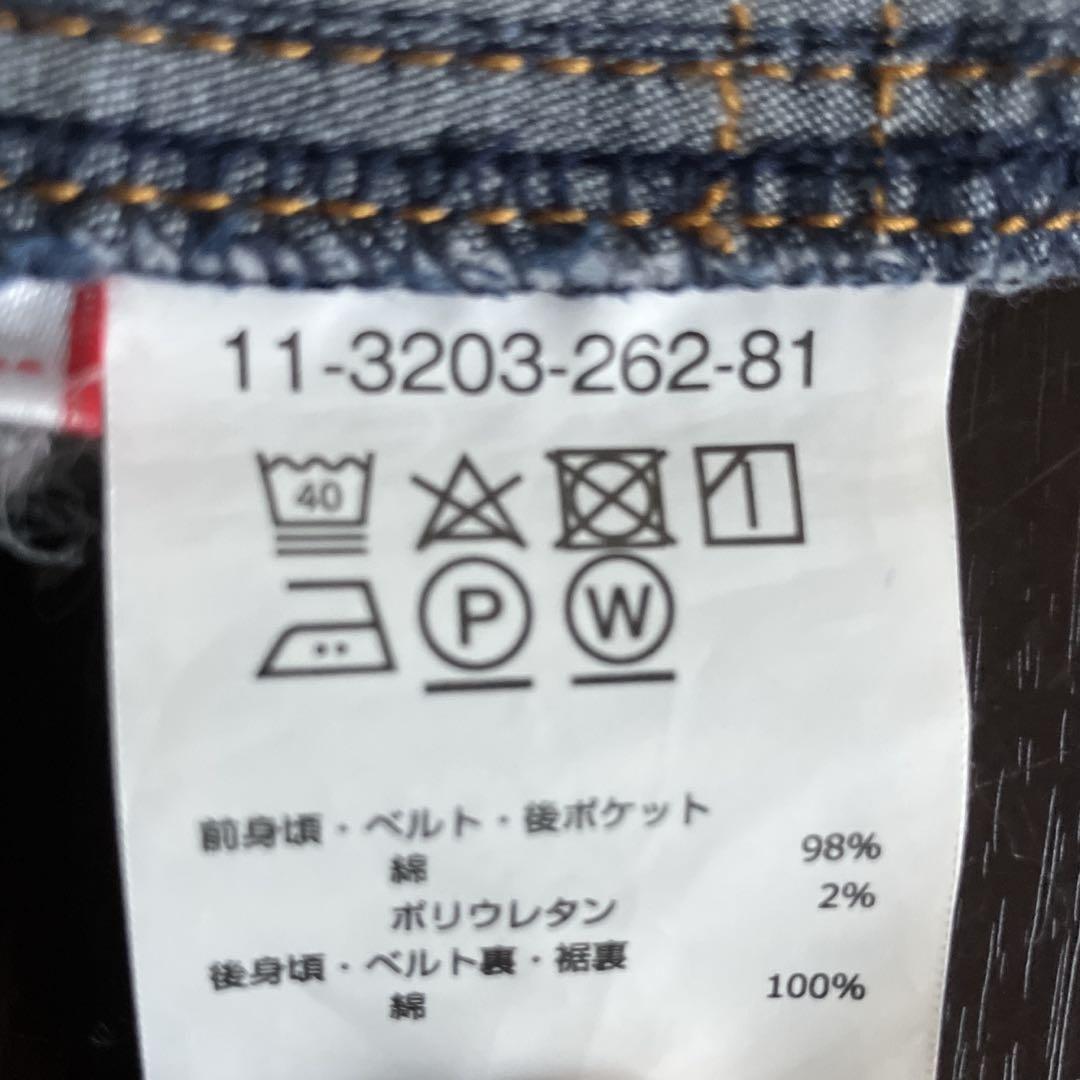 11-3203-262-81
40
P W
前身頃・ベルト・後ポケット
綿 98%
ポリウレタン 2%
後身頃・ベルト裏・裾裏
綿 100%